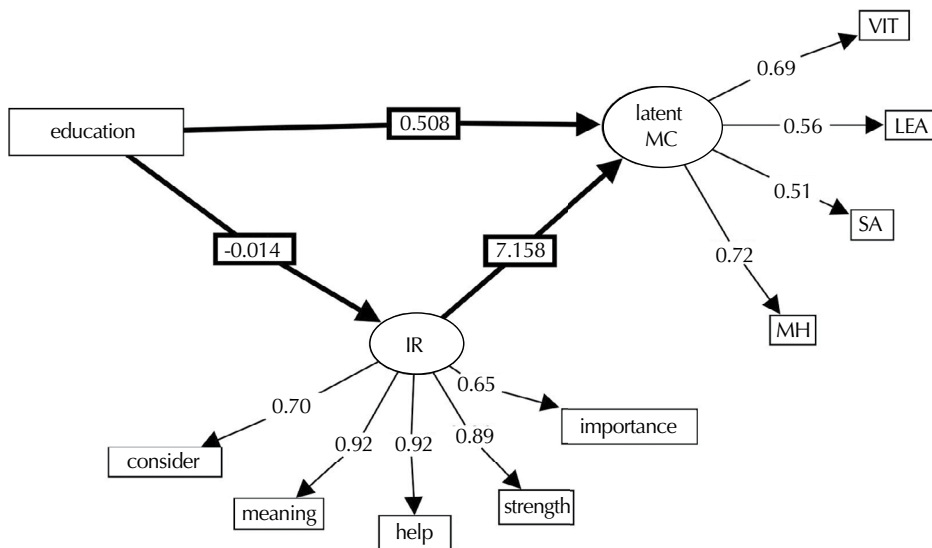 VIT
0.69
education
0.508
latent
MC
0.56
LEA
0.51
SA
-0.014
7.158
0.72
MH
IR
0.65
0.70
importance
0.92
0.92
0.89
consider
meaning
help
strength